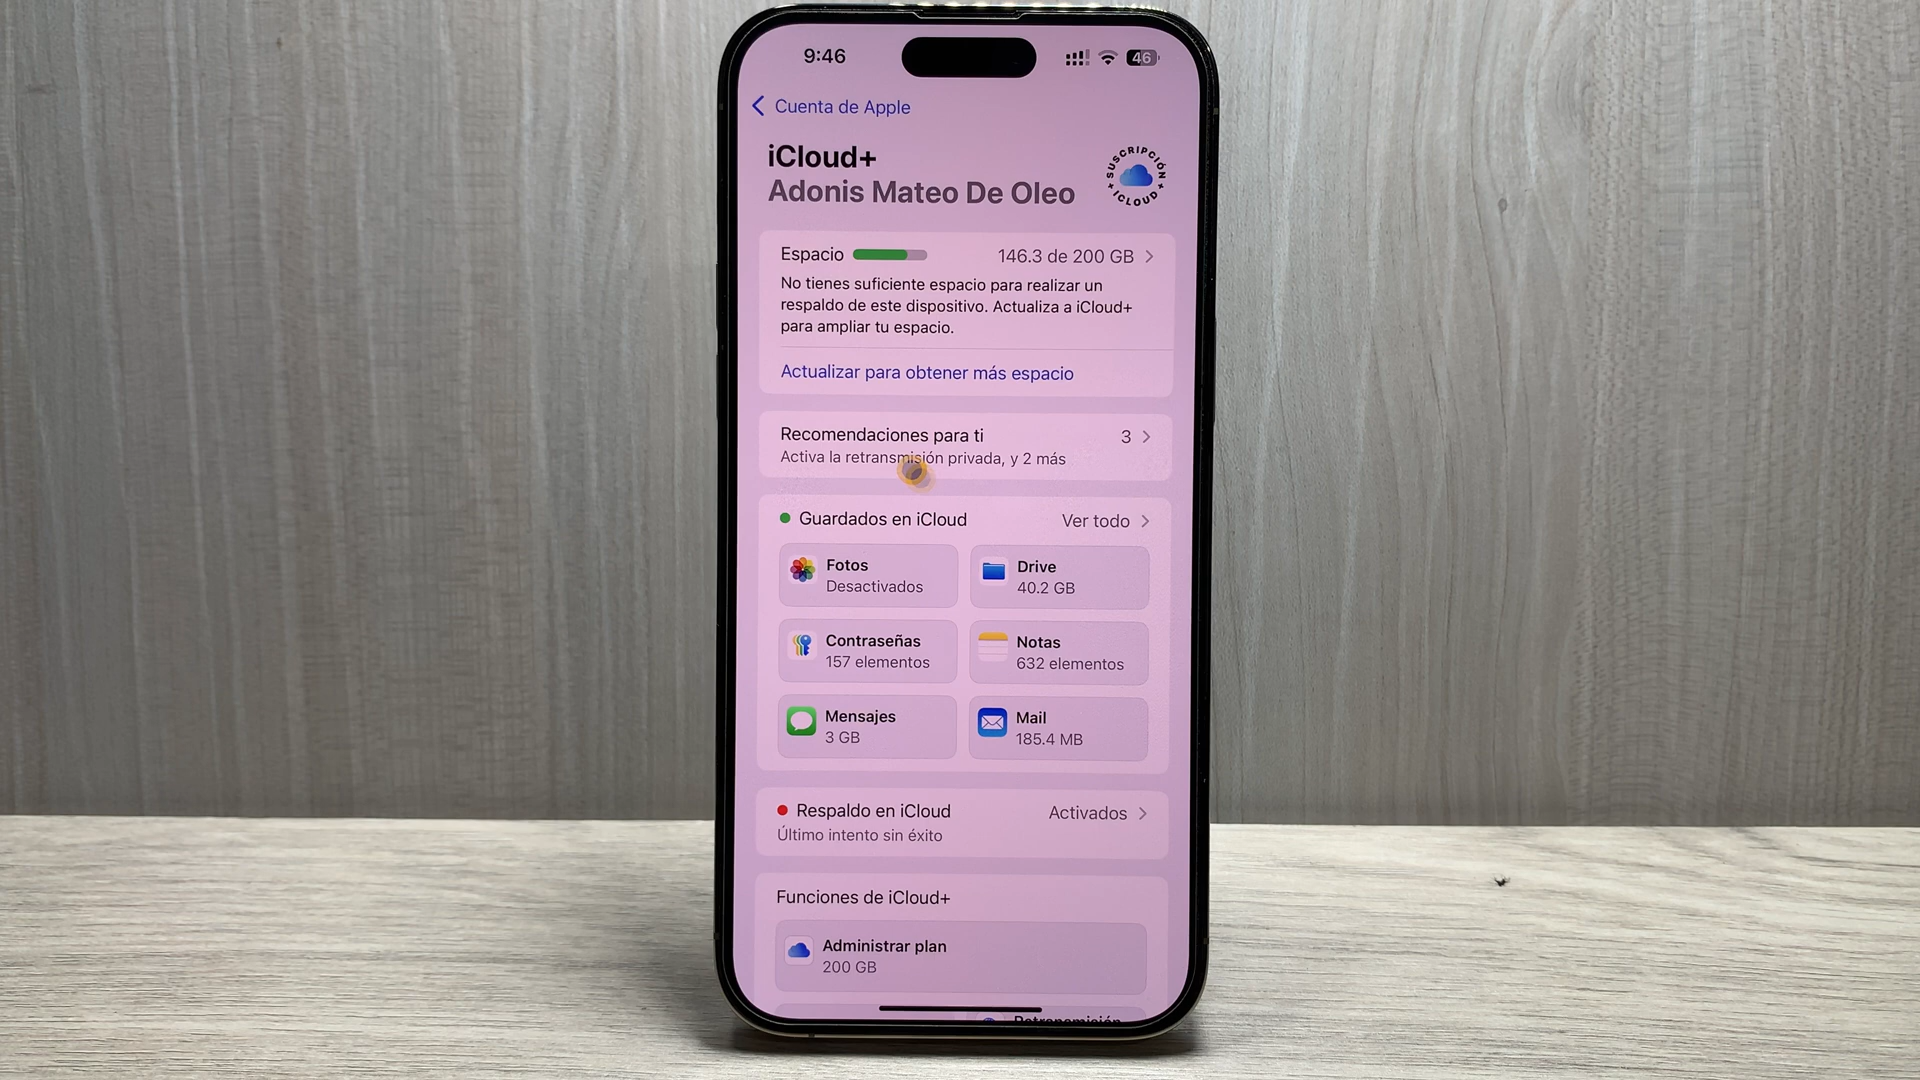 9:46
46
Cuenta de Apple
iCloud+
SUSCRIPCIÓN
+ ICLOUD +
Adonis Mateo De Oleo
Espacio 146.3 de 200 GB
No tienes suficiente espacio para realizar un
respaldo de este dispositivo. Actualiza a iCloud+
para ampliar tu espacio.
Actualizar para obtener más espacio
Recomendaciones para ti 3
Activa la retransmisión privada, y 2 más
Guardados en iCloud Ver todo
Fotos
Desactivados
Drive
40.2 GB
Contraseñas
157 elementos
Notas
632 elementos
Mensajes
3 GB
Mail
185.4 MB
Respaldo en iCloud Activados
Último intento sin éxito
Funciones de iCloud+
Administrar plan
200 GB
Retransmisión